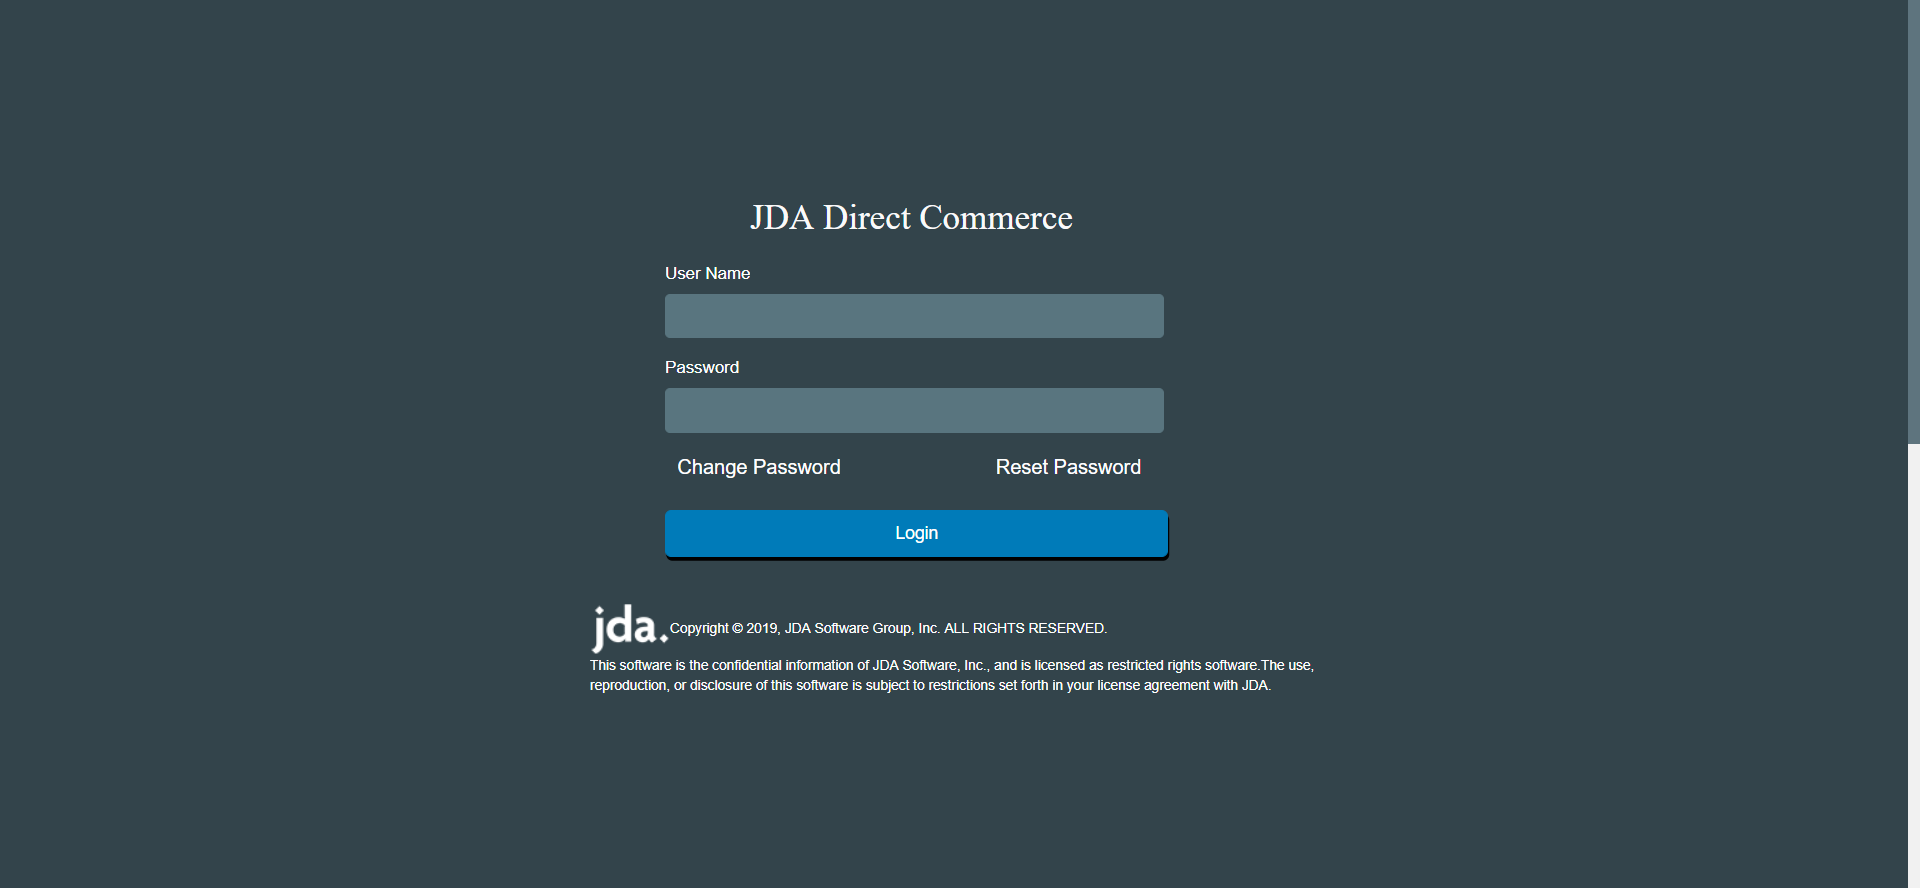 JDA Direct Commerce
User Name
Password
Change Password Reset Password
Login
jda. Copyright © 2019, JDA Software Group, Inc. ALL RIGHTS RESERVED.
This software is the confidential information of JDA Software, Inc., and is licensed as restricted rights software.The use,
reproduction, or disclosure of this software is subject to restrictions set forth in your license agreement with JDA.